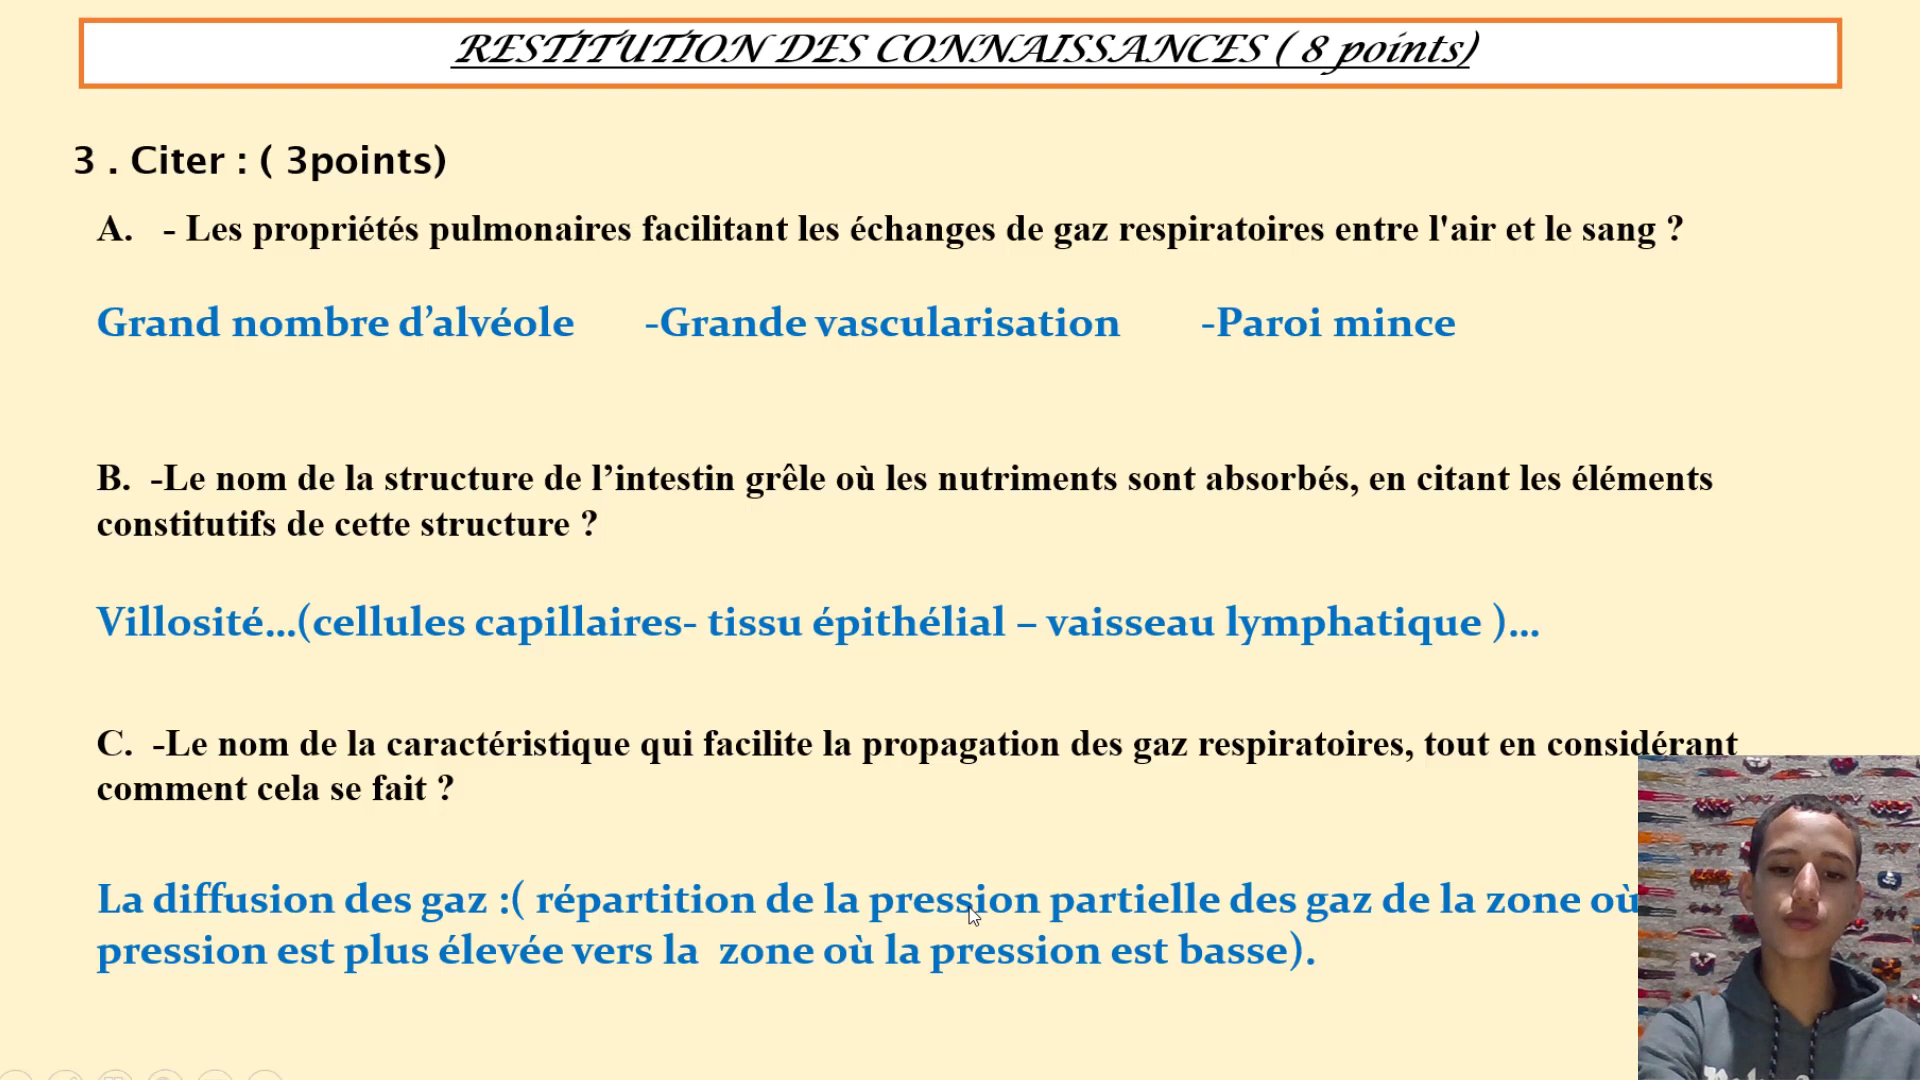 RESTITUTION DES CONNAISSANCES ( 8 points)
3 . Citer : ( 3points)
A. - Les propriétés pulmonaires facilitant les échanges de gaz respiratoires entre l'air et le sang ?
Grand nombre d’alvéole -Grande vascularisation -Paroi mince
B. -Le nom de la structure de l’intestin grêle où les nutriments sont absorbés, en citant les éléments
constitutifs de cette structure ?
Villosité...(cellules capillaires- tissu épithélial – vaisseau lymphatique )...
C. -Le nom de la caractéristique qui facilite la propagation des gaz respiratoires, tout en considérant
comment cela se fait ?
La diffusion des gaz :( répartition de la pression partielle des gaz de la zone où
pression est plus élevée vers la zone où la pression est basse).